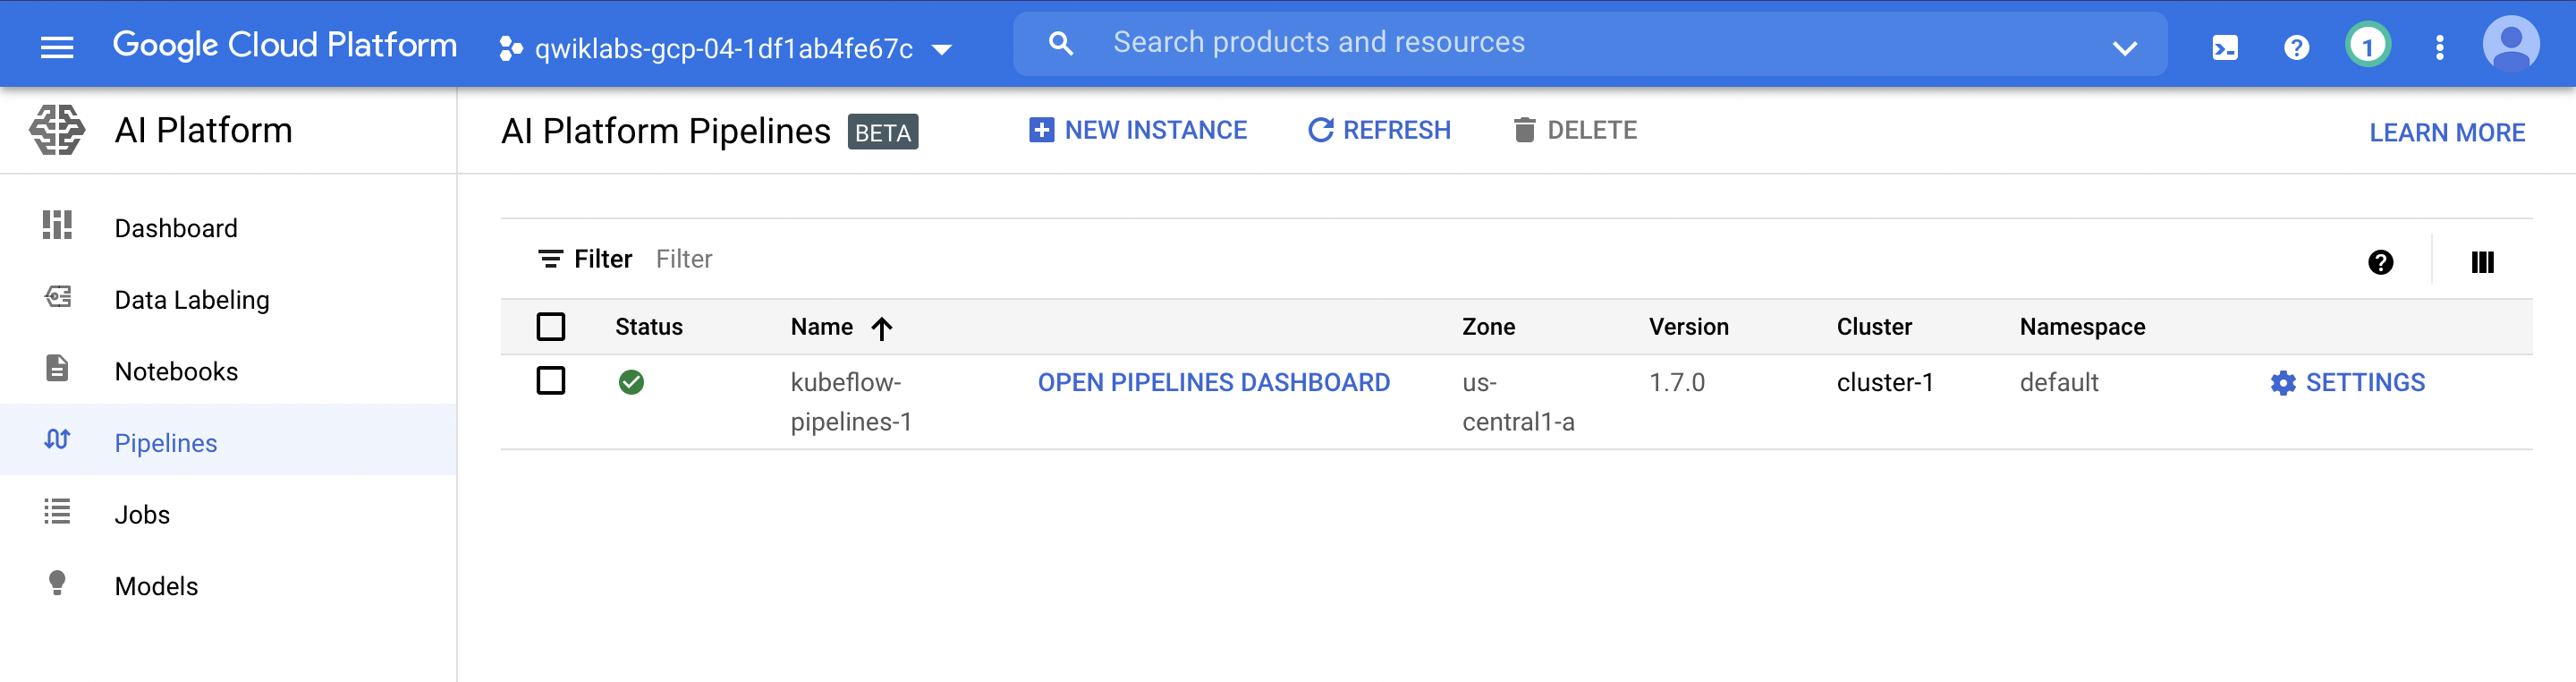 Google Cloud Platform
qwiklabs-gcp-04-1df1ab4fe67c
Search products and resources
1
AI Platform
AI Platform Pipelines BETA
NEW INSTANCE
REFRESH
DELETE
LEARN MORE
Dashboard
Data Labeling
Notebooks
Pipelines
Jobs
Models
Filter Filter
Status Name Zone Version Cluster Namespace
kubeflow- OPEN PIPELINES DASHBOARD us- 1.7.0 cluster-1 default SETTINGS
pipelines-1 central1-a